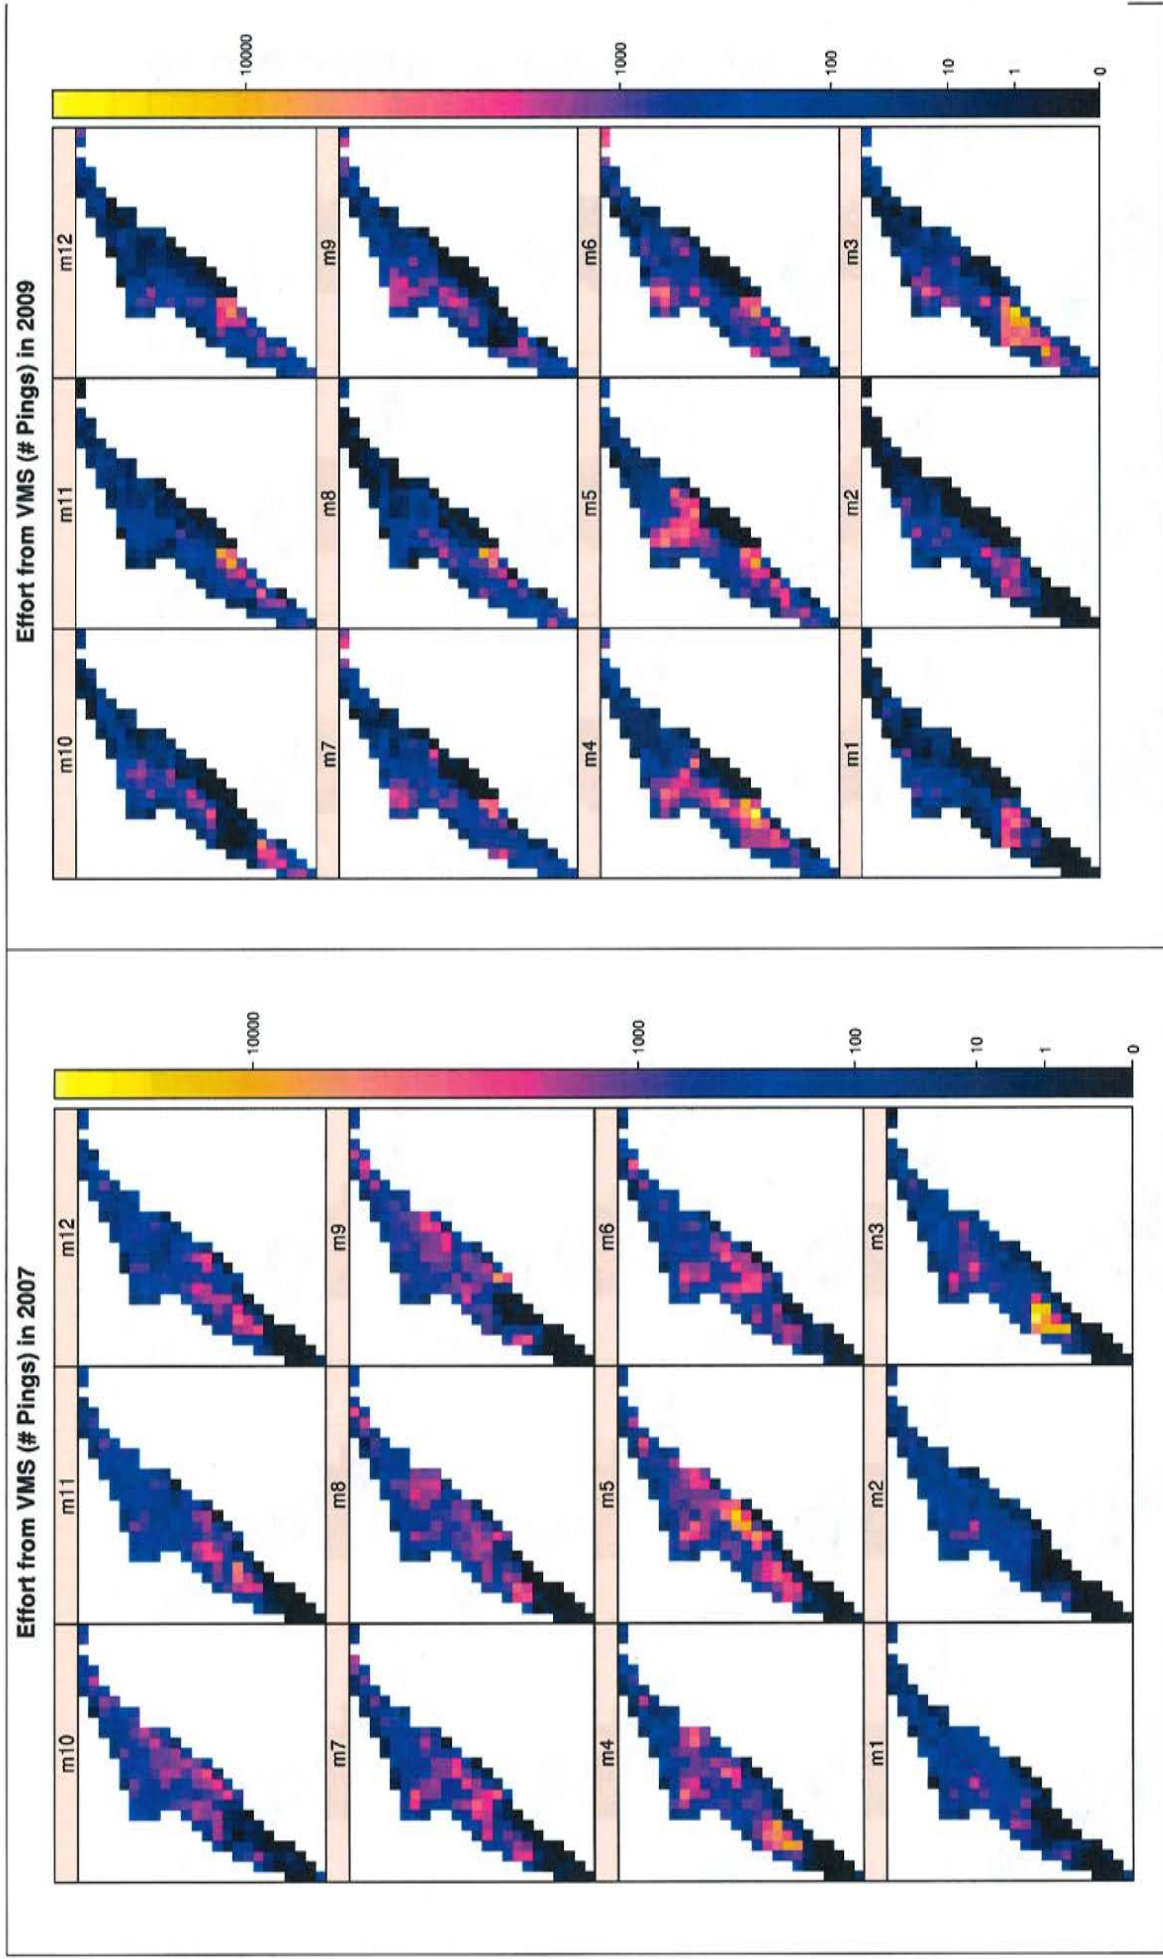 Effort from VMS (# Pings) in 2007
m10
m11
m12
m7
m8
m9
m4
m5
m6
m1
m2
m3
10000
1000
100
10
1
0
Effort from VMS (# Pings) in 2009
m10
m11
m12
m7
m8
m9
m4
m5
m6
m1
m2
m3
10000
1000
100
10
1
0